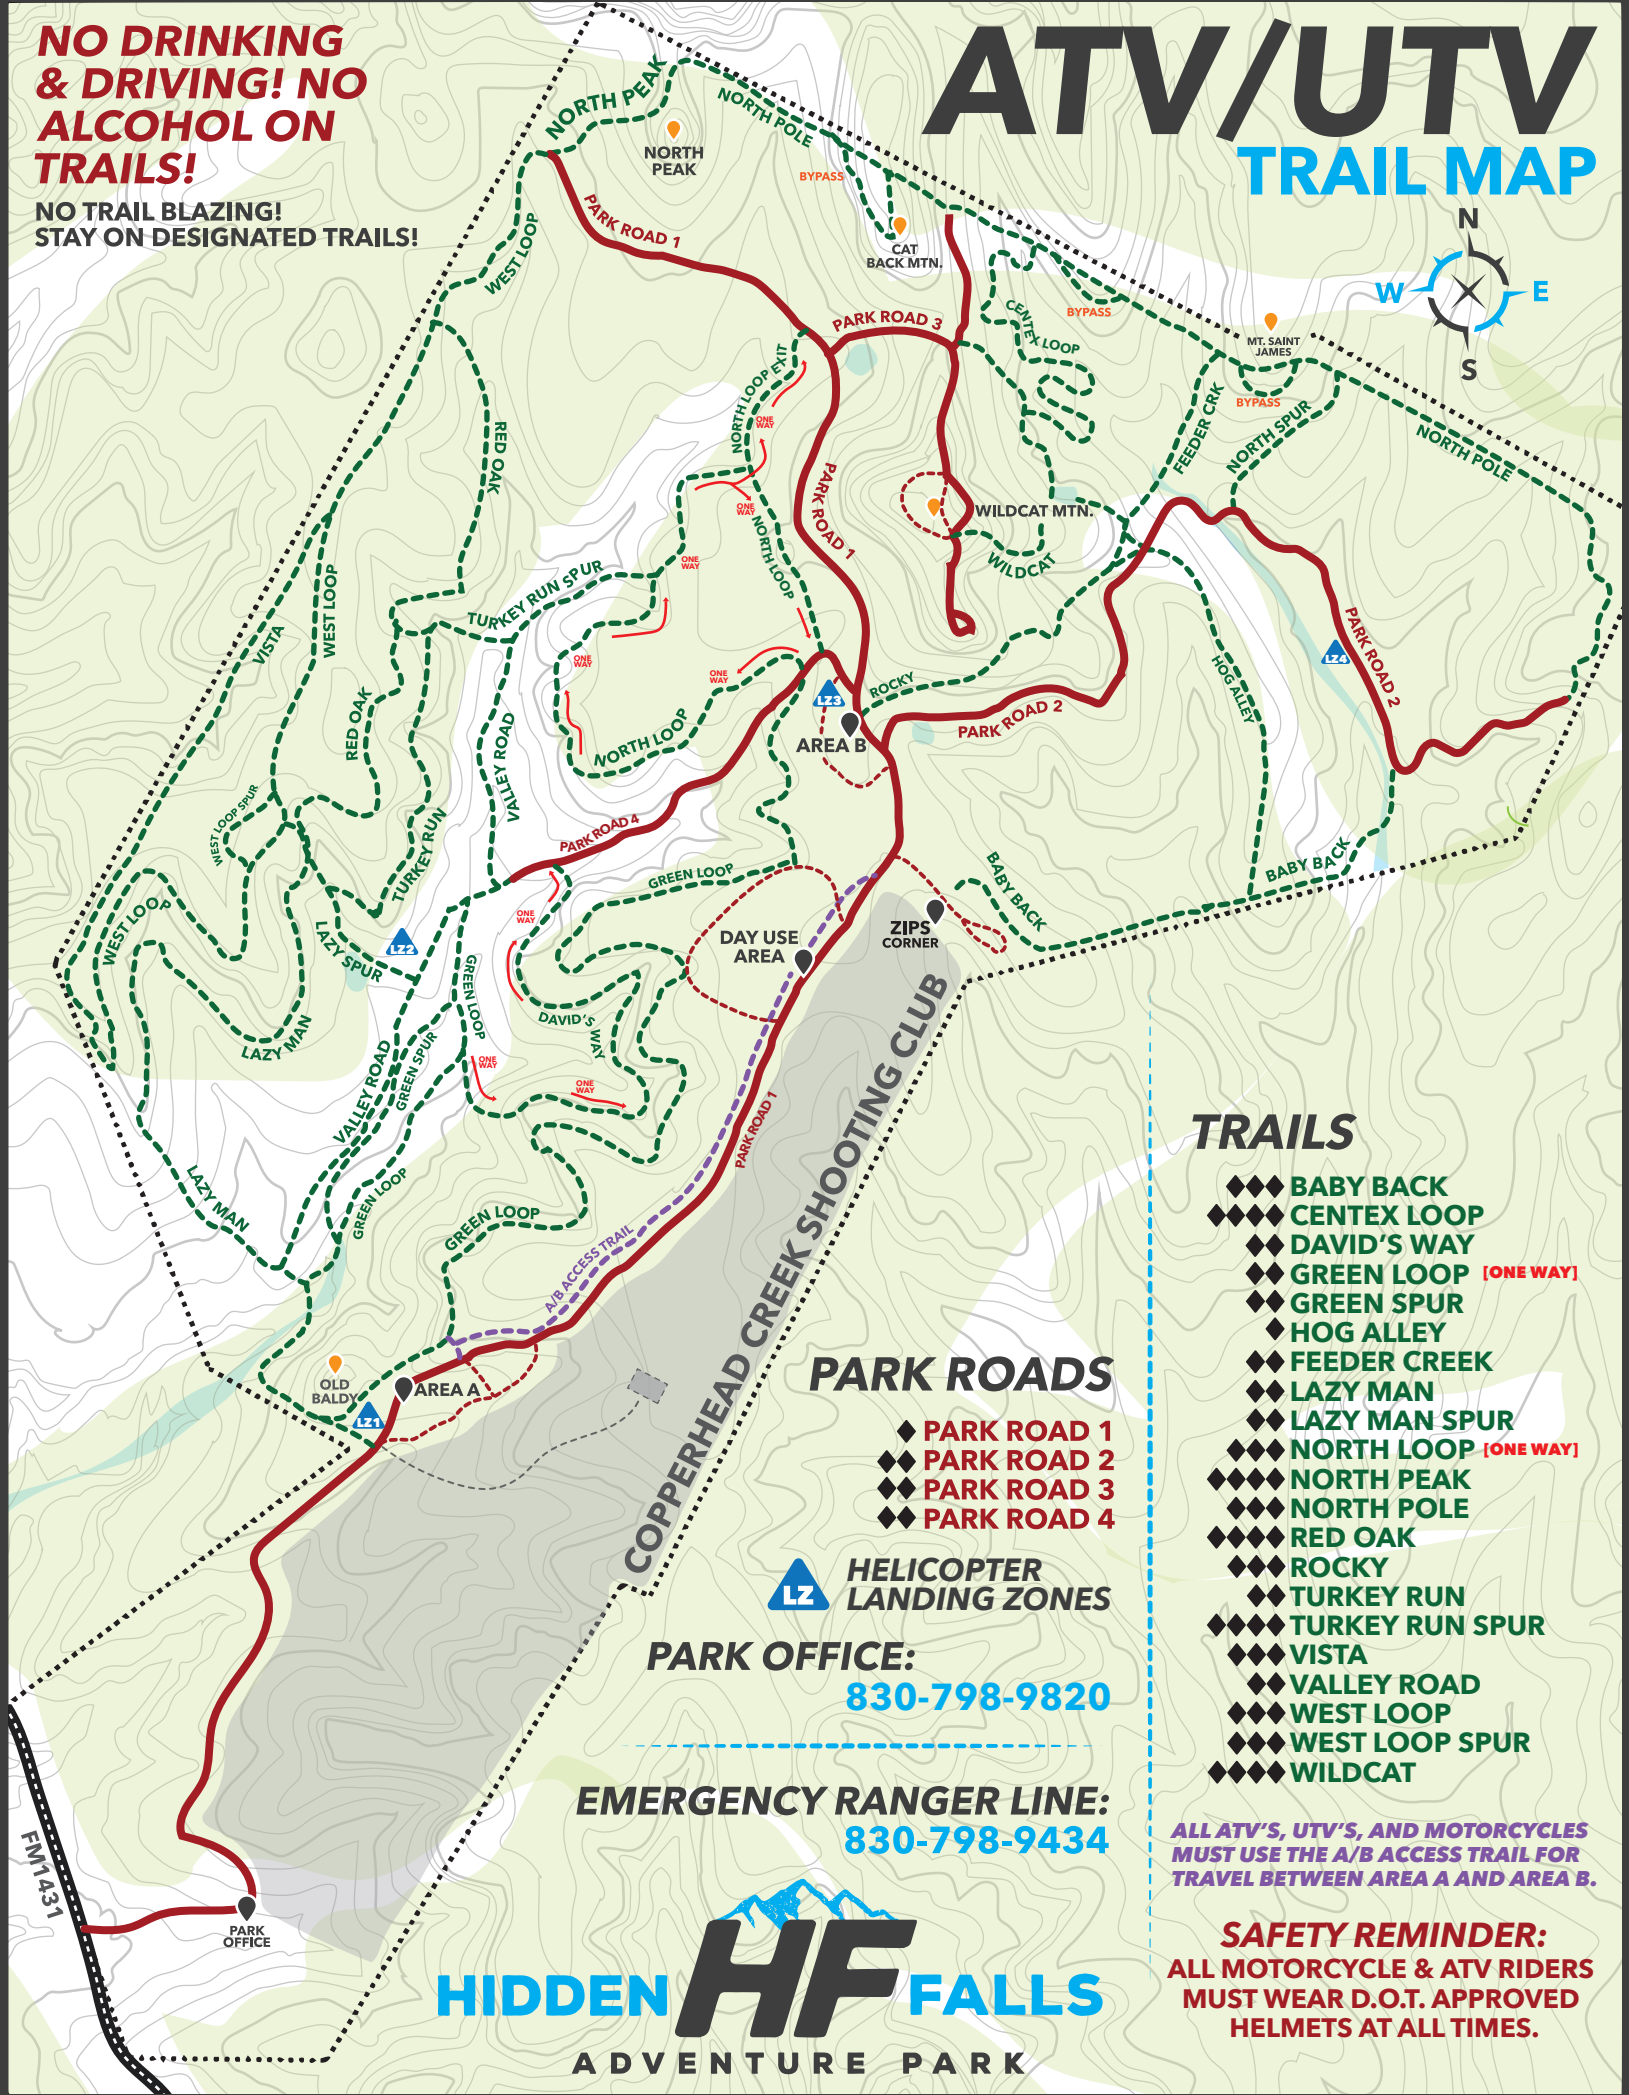 NO DRINKING
& DRIVING! NO
ALCOHOL ON
TRAILS!
NO TRAIL BLAZING!
STAY ON DESIGNATED TRAILS!
ATV/UTV
TRAIL MAP
N
W
E
S
NORTH PEAK
NORTH
PEAK
NORTH POLE
BYPASS
CAT
BACK MTN.
PARK ROAD 1
WEST LOOP
PARK ROAD 3
CENTEX LOOP
BYPASS
MT. SAINT
JAMES
BYPASS
FEEDER CRK
NORTH SPUR
NORTH POLE
NORTH LOOP EXIT
ONE
WAY
RED OAK
ONE
WAY
NORTH LOOP
PARK ROAD 1
WILDCAT MTN.
WILDCAT
ONE
WAY
TURKEY RUN SPUR
WEST LOOP
VISTA
ONE
WAY
ONE
WAY
LZ3
ROCKY
HOG ALLEY
LZ4
PARK ROAD 2
RED OAK
NORTH LOOP
VALLEY ROAD
AREA B
PARK ROAD 2
WEST LOOP SPUR
TURKEY RUN
PARK ROAD 4
GREEN LOOP
BABY BACK
BABY BACK
WEST LOOP
LAZY SPUR
LZ2
ONE
WAY
ZIPS
CORNER
DAY USE
AREA
GREEN LOOP
DAVID'S WAY
LAZY MAN
VALLEY ROAD
GREEN SPUR
ONE
WAY
ONE
WAY
PARK ROAD 1
COPPERHEAD CREEK SHOOTING CLUB
LAZY MAN
GREEN LOOP
GREEN LOOP
A/B ACCESS TRAIL
OLD
BALDY
AREA A
LZ1
TRAILS
BABY BACK
CENTEX LOOP
DAVID'S WAY
GREEN LOOP [ONE WAY]
GREEN SPUR
HOG ALLEY
FEEDER CREEK
LAZY MAN
LAZY MAN SPUR
NORTH LOOP [ONE WAY]
NORTH PEAK
NORTH POLE
RED OAK
ROCKY
TURKEY RUN
TURKEY RUN SPUR
VISTA
VALLEY ROAD
WEST LOOP
WEST LOOP SPUR
WILDCAT
PARK ROADS
PARK ROAD 1
PARK ROAD 2
PARK ROAD 3
PARK ROAD 4
LZ
HELICOPTER
LANDING ZONES
PARK OFFICE:
830-798-9820
EMERGENCY RANGER LINE:
830-798-9434
ALL ATV'S, UTV'S, AND MOTORCYCLES
MUST USE THE A/B ACCESS TRAIL FOR
TRAVEL BETWEEN AREA A AND AREA B.
SAFETY REMINDER:
ALL MOTORCYCLE & ATV RIDERS
MUST WEAR D.O.T. APPROVED
HELMETS AT ALL TIMES.
FM1431
PARK
OFFICE
HIDDEN HF FALLS
ADVENTURE PARK